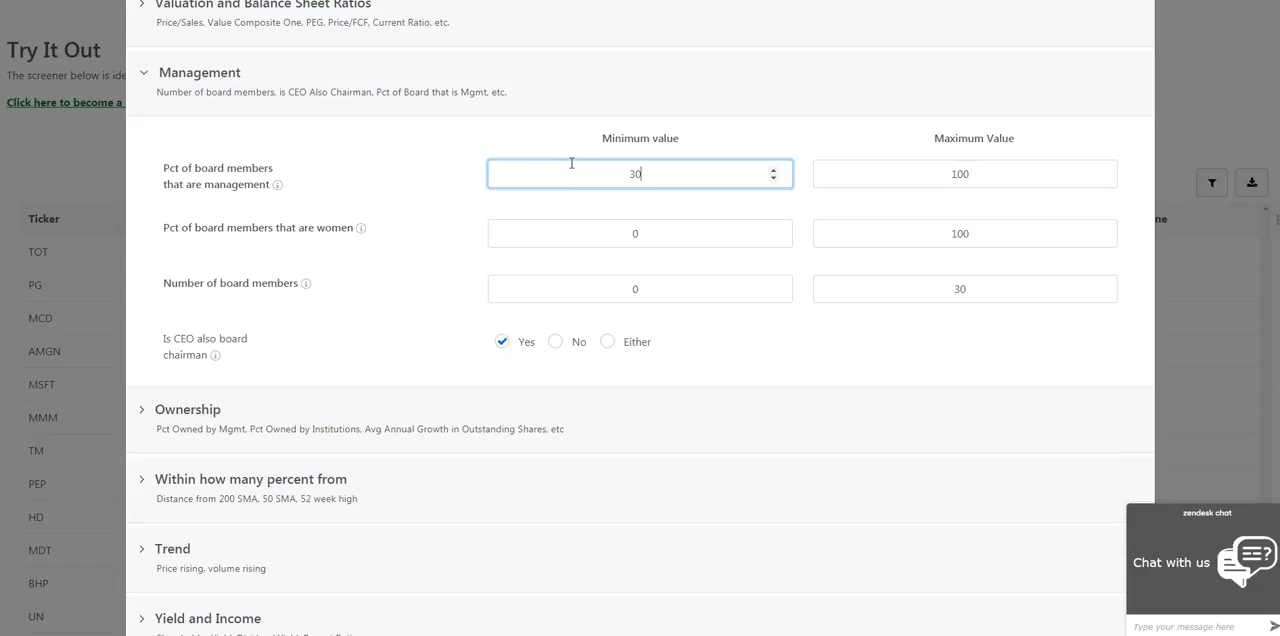 Valuation and Balance Sheet Ratios
Price/Sales, Value Composite One, PEG, Price/FCF, Current Ratio, etc.
Try It Out
The screener below is ide
Click here to become a
Management
Number of board members, is CEO Also Chairman, Pct of Board that is Mgmt, etc.
Minimum value
Maximum Value
Pct of board members
that are management
30
100
Pct of board members that are women
0
100
Number of board members
0
30
Is CEO also board
chairman
Yes
No
Either
Ticker
ne
TOT
PG
MCD
AMGN
MSFT
MMM
TM
PEP
HD
MDT
BHP
UN
Ownership
Pct Owned by Mgmt, Pct Owned by Institutions, Avg Annual Growth in Outstanding Shares, etc
Within how many percent from
Distance from 200 SMA, 50 SMA, 52 week high
Trend
Price rising, volume rising
Yield and Income
zendesk chat
Chat with us
Type your message here